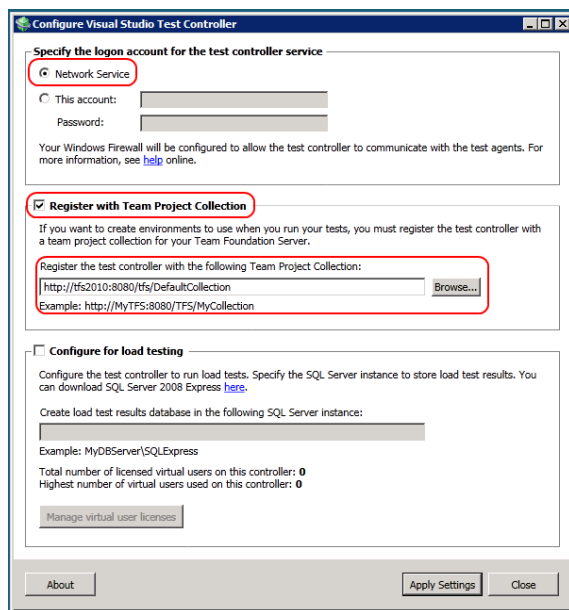 Configure Visual Studio Test Controller
Specify the logon account for the test controller service
Network Service
This account:
Password:
Your Windows Firewall will be configured to allow the test controller to communicate with the test agents. For
more information, see help online.
Register with Team Project Collection
If you want to create environments to use when you run your tests, you must register the test controller with
a team project collection for your Team Foundation Server.
Register the test controller with the following Team Project Collection:
http://tfs2010:8080/tfs/DefaultCollection
Browse...
Example: http://MyTFS:8080/TFS/MyCollection
Configure for load testing
Configure the test controller to run load tests. Specify the SQL Server instance to store load test results. You
can download SQL Server 2008 Express here.
Create load test results database in the following SQL Server instance:
Example: MyDBServer\SQLExpress
Total number of licensed virtual users on this controller: 0
Highest number of virtual users used on this controller: 0
Manage virtual user licenses
About
Apply Settings
Close